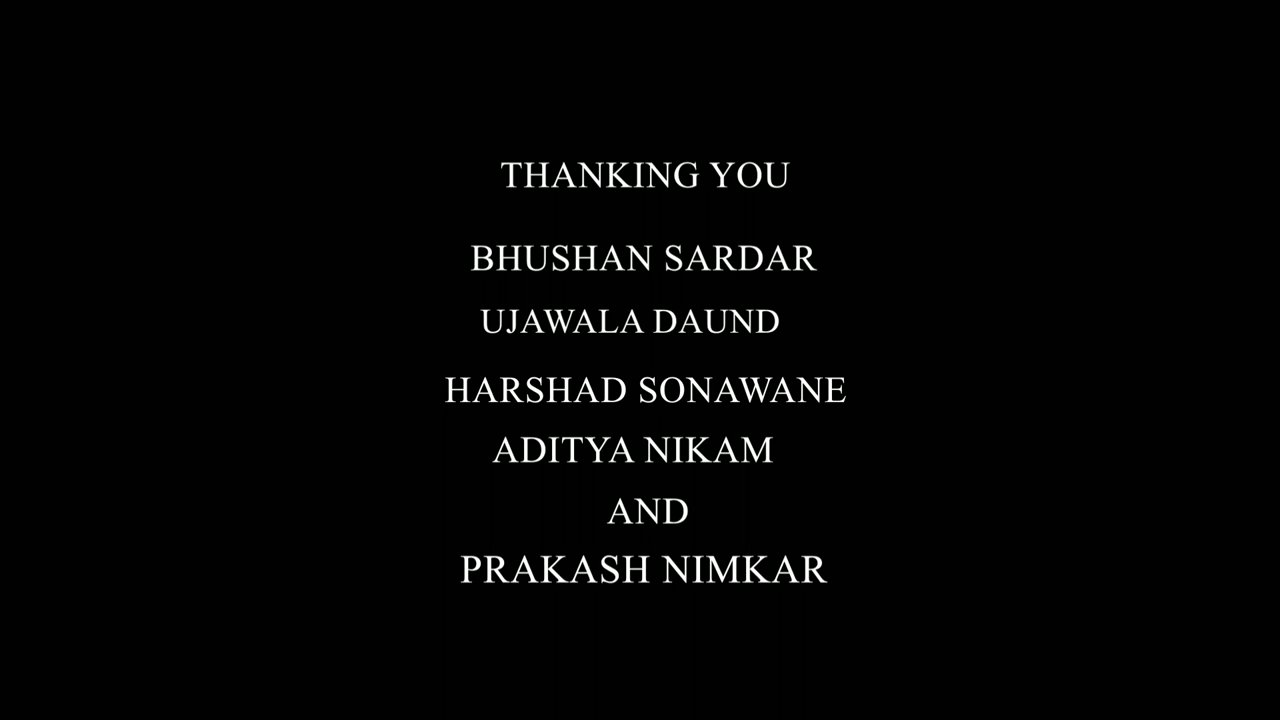 THANKING YOU
BHUSHAN SARDAR
UJAWALA DAUND
HARSHAD SONAWANE
ADITYA NIKAM
AND
PRAKASH NIMKAR